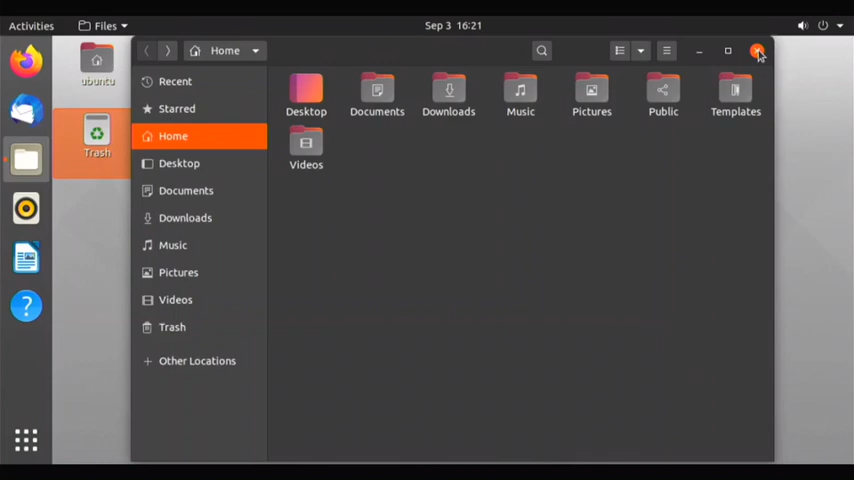 Activities
Files
Sep 3 16:21
ubuntu
Trash
Home
Recent
Starred
Home
Desktop
Documents
Downloads
Music
Pictures
Videos
Trash
+ Other Locations
Desktop
Documents
Downloads
Music
Pictures
Public
Templates
Videos
?